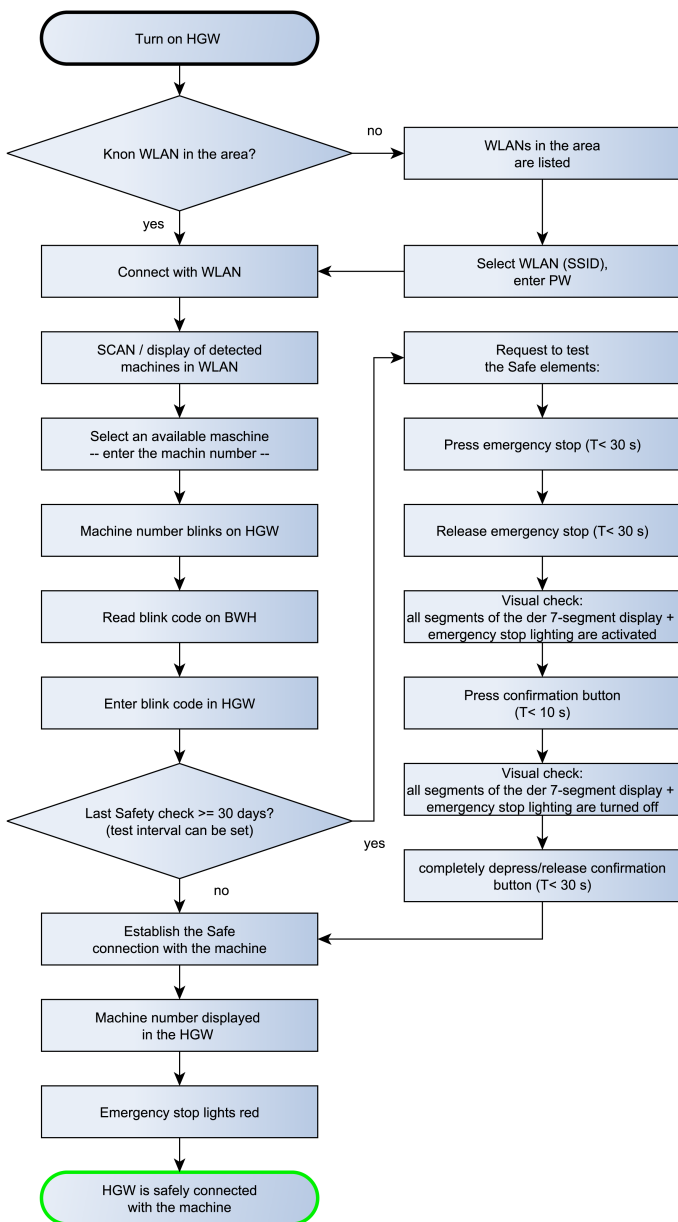 Turn on HGW
Knon WLAN in the area?
no
WLANs in the area
are listed
yes
Connect with WLAN
Select WLAN (SSID),
enter PW
SCAN / display of detected
machines in WLAN
Select an available maschine
-- enter the machin number --
Machine number blinks on HGW
Read blink code on BWH
Enter blink code in HGW
Last Safety check >= 30 days?
(test interval can be set)
yes
no
Request to test
the Safe elements:
Press emergency stop (T< 30 s)
Release emergency stop (T< 30 s)
Visual check:
all segments of the der 7-segment display +
emergency stop lighting are activated
Press confirmation button
(T< 10 s)
Visual check:
all segments of the der 7-segment display +
emergency stop lighting are turned off
completely depress/release confirmation
button (T< 30 s)
Establish the Safe
connection with the machine
Machine number displayed
in the HGW
Emergency stop lights red
HGW is safely connected
with the machine